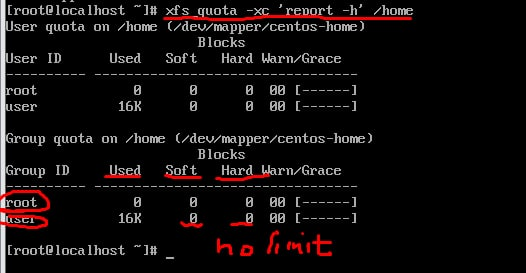 [root@localhost ~]# xfs_quota -xc 'report -h' /home
User quota on /home (/dev/mapper/centos-home)
Blocks
User ID Used Soft Hard Warn/Grace
---------- ---------------------------------
root 0 0 0 00 [------]
user 16K 0 0 00 [------]
Group quota on /home (/dev/mapper/centos-home)
Blocks
Group ID Used Soft Hard Warn/Grace
---------- ---------------------------------
root 0 0 0 00 [------]
user 16K 0 0 00 [------]
no limit
[root@localhost ~]# _